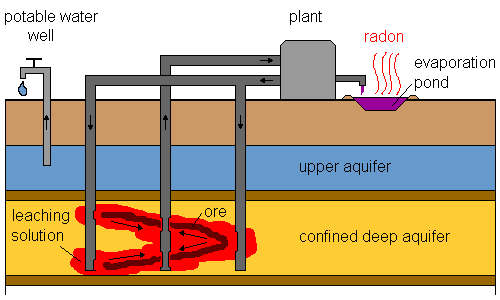 potable water
well
plant
radon
evaporation
pond
upper aquifer
leaching
solution
ore
confined deep aquifer